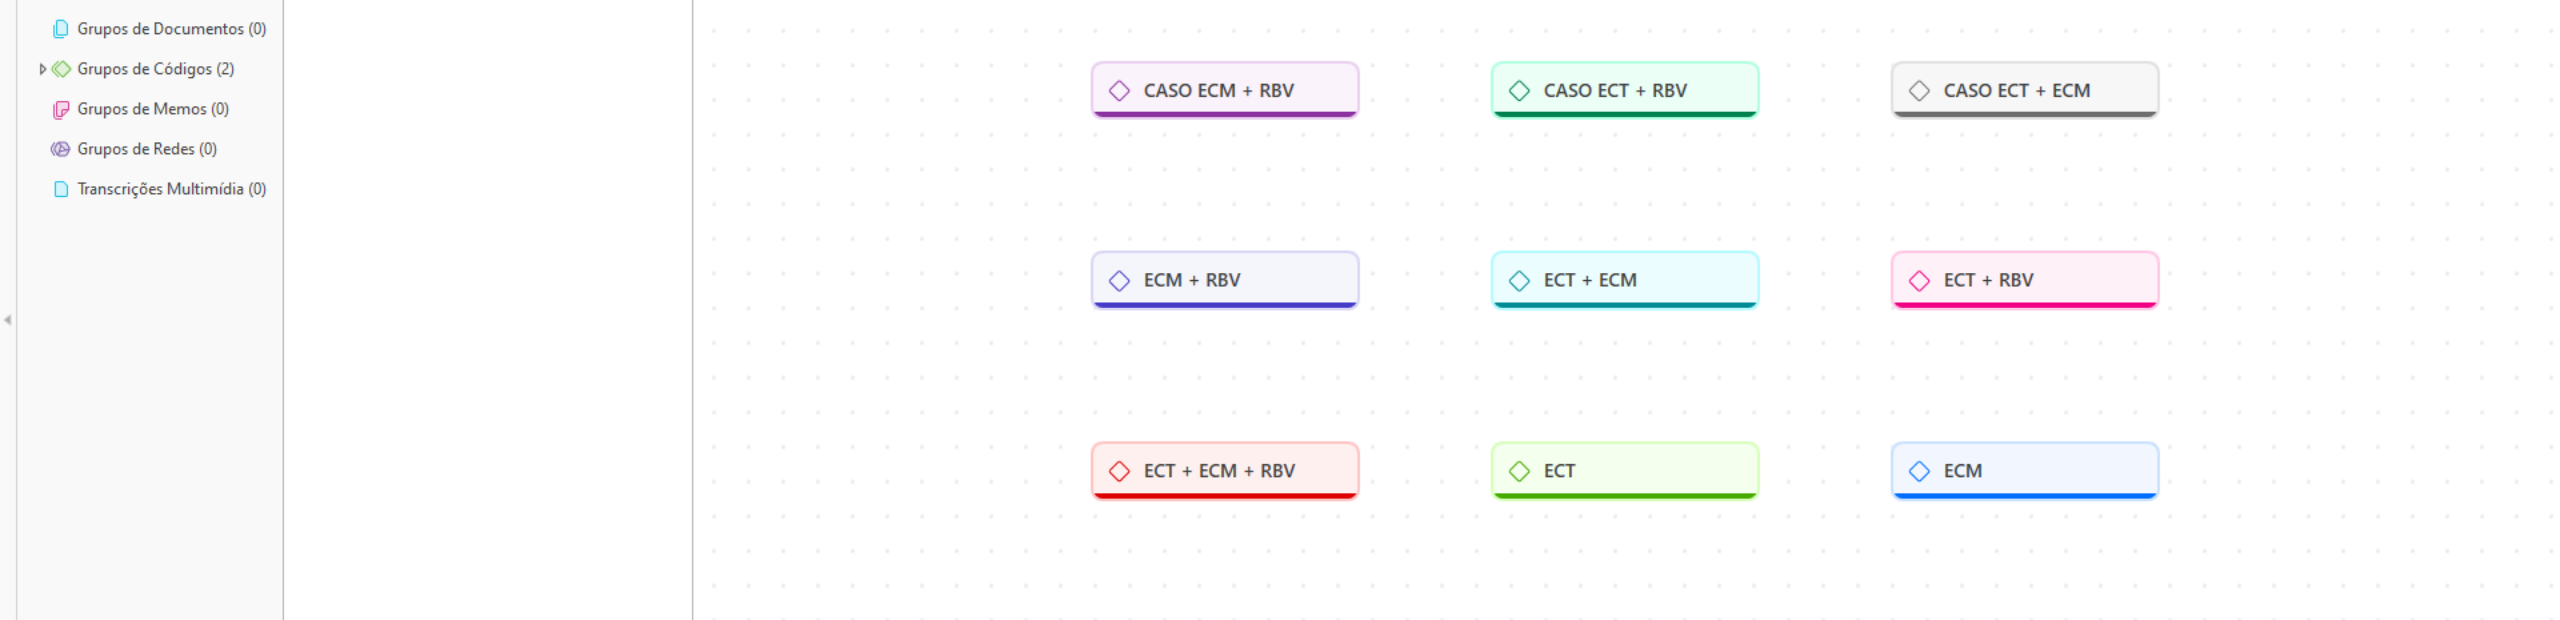 Grupos de Documentos (0)
Grupos de Códigos (2)
Grupos de Memos (0)
Grupos de Redes (0)
Transcrições Multimídia (0)
CASO ECM + RBV
CASO ECT + RBV
CASO ECT + ECM
ECM + RBV
ECT + ECM
ECT + RBV
ECT + ECM + RBV
ECT
ECM